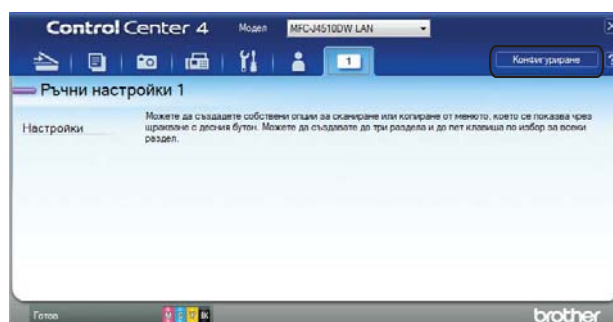 Control Center 4 Модел MFC-J4510DW LAN
1 Конфигуриране ?
Ръчни настройки 1
Настройки
Можете да създадете собствени опции за сканиране или копиране от менюто, което се показва чрез
щракване с десния бутон. Можете да създавате до три раздела и до пет клавиша по избор за всеки
раздел.
Готов BK brother